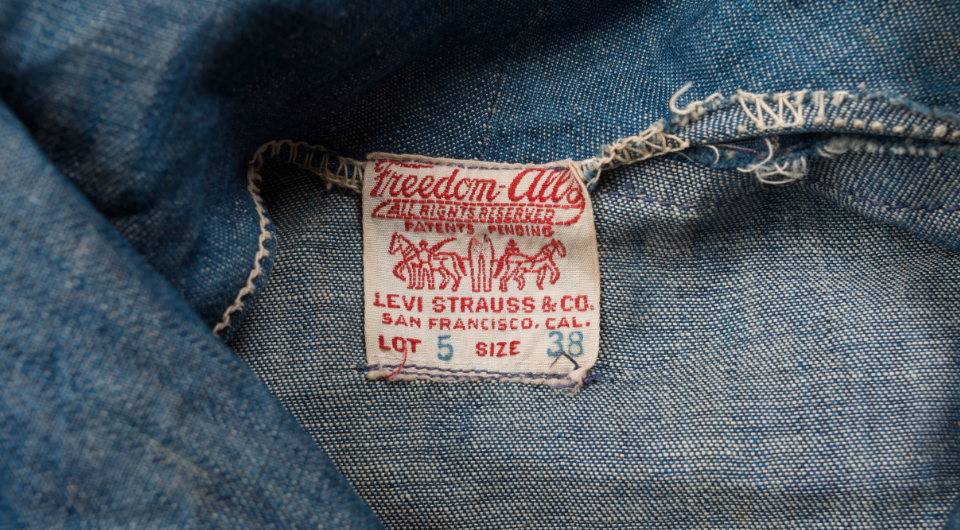 Freedom-Alls
ALL RIGHTS RESERVED
PATENTS PENDING
LEVI STRAUSS & CO.
SAN FRANCISCO, CAL.
LOT 5 SIZE 38